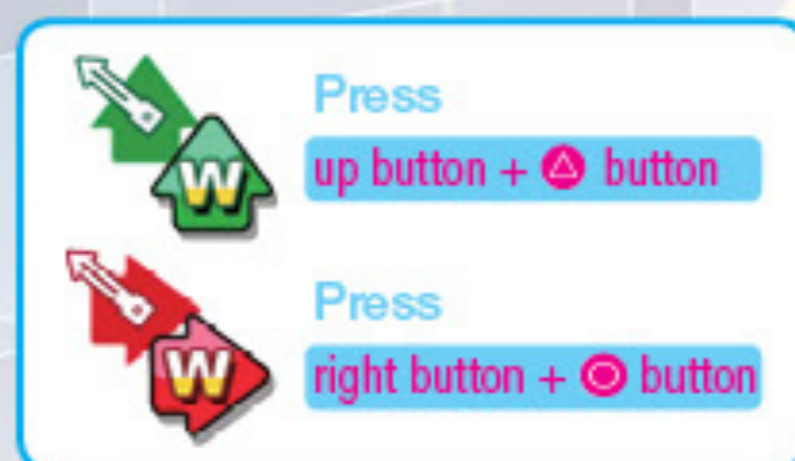 Press
W up button + △ button
Press
W right button + ○ button